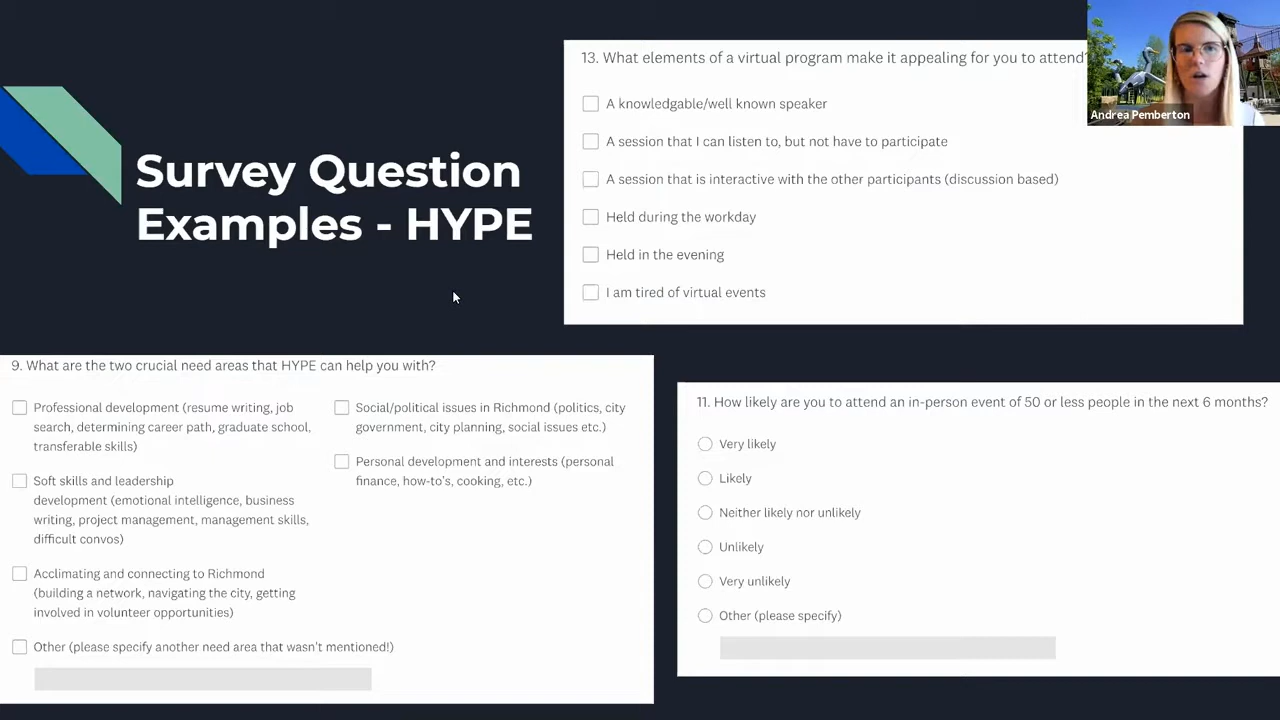 Survey Question
Examples - HYPE
13. What elements of a virtual program make it appealing for you to attend?
A knowledgable/well known speaker
A session that I can listen to, but not have to participate
A session that is interactive with the other participants (discussion based)
Held during the workday
Held in the evening
I am tired of virtual events
Andrea Pemberton
9. What are the two crucial need areas that HYPE can help you with?
Professional development (resume writing, job
search, determining career path, graduate school,
transferable skills)
Soft skills and leadership
development (emotional intelligence, business
writing, project management, management skills,
difficult convos)
Acclimating and connecting to Richmond
(building a network, navigating the city, getting
involved in volunteer opportunities)
Other (please specify another need area that wasn't mentioned!)
Social/political issues in Richmond (politics, city
government, city planning, social issues etc.)
Personal development and interests (personal
finance, how-to's, cooking, etc.)
11. How likely are you to attend an in-person event of 50 or less people in the next 6 months?
Very likely
Likely
Neither likely nor unlikely
Unlikely
Very unlikely
Other (please specify)